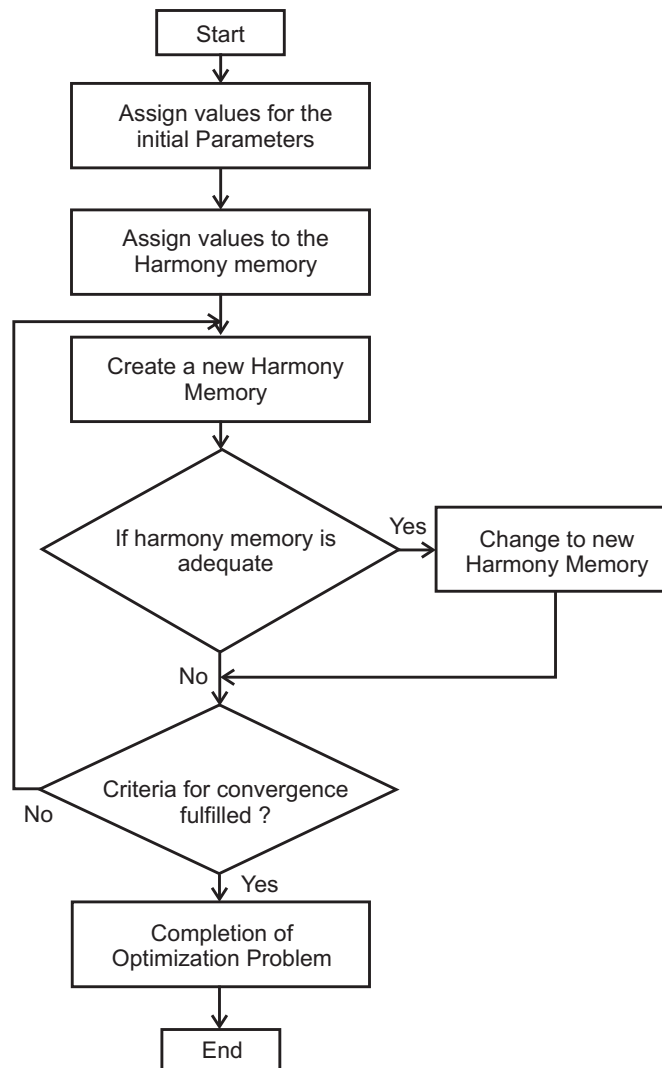 Start
Assign values for the
initial Parameters
Assign values to the
Harmony memory
Create a new Harmony
Memory
If harmony memory is
adequate
Yes
Change to new
Harmony Memory
No
Criteria for convergence
fulfilled ?
No
Yes
Completion of
Optimization Problem
End